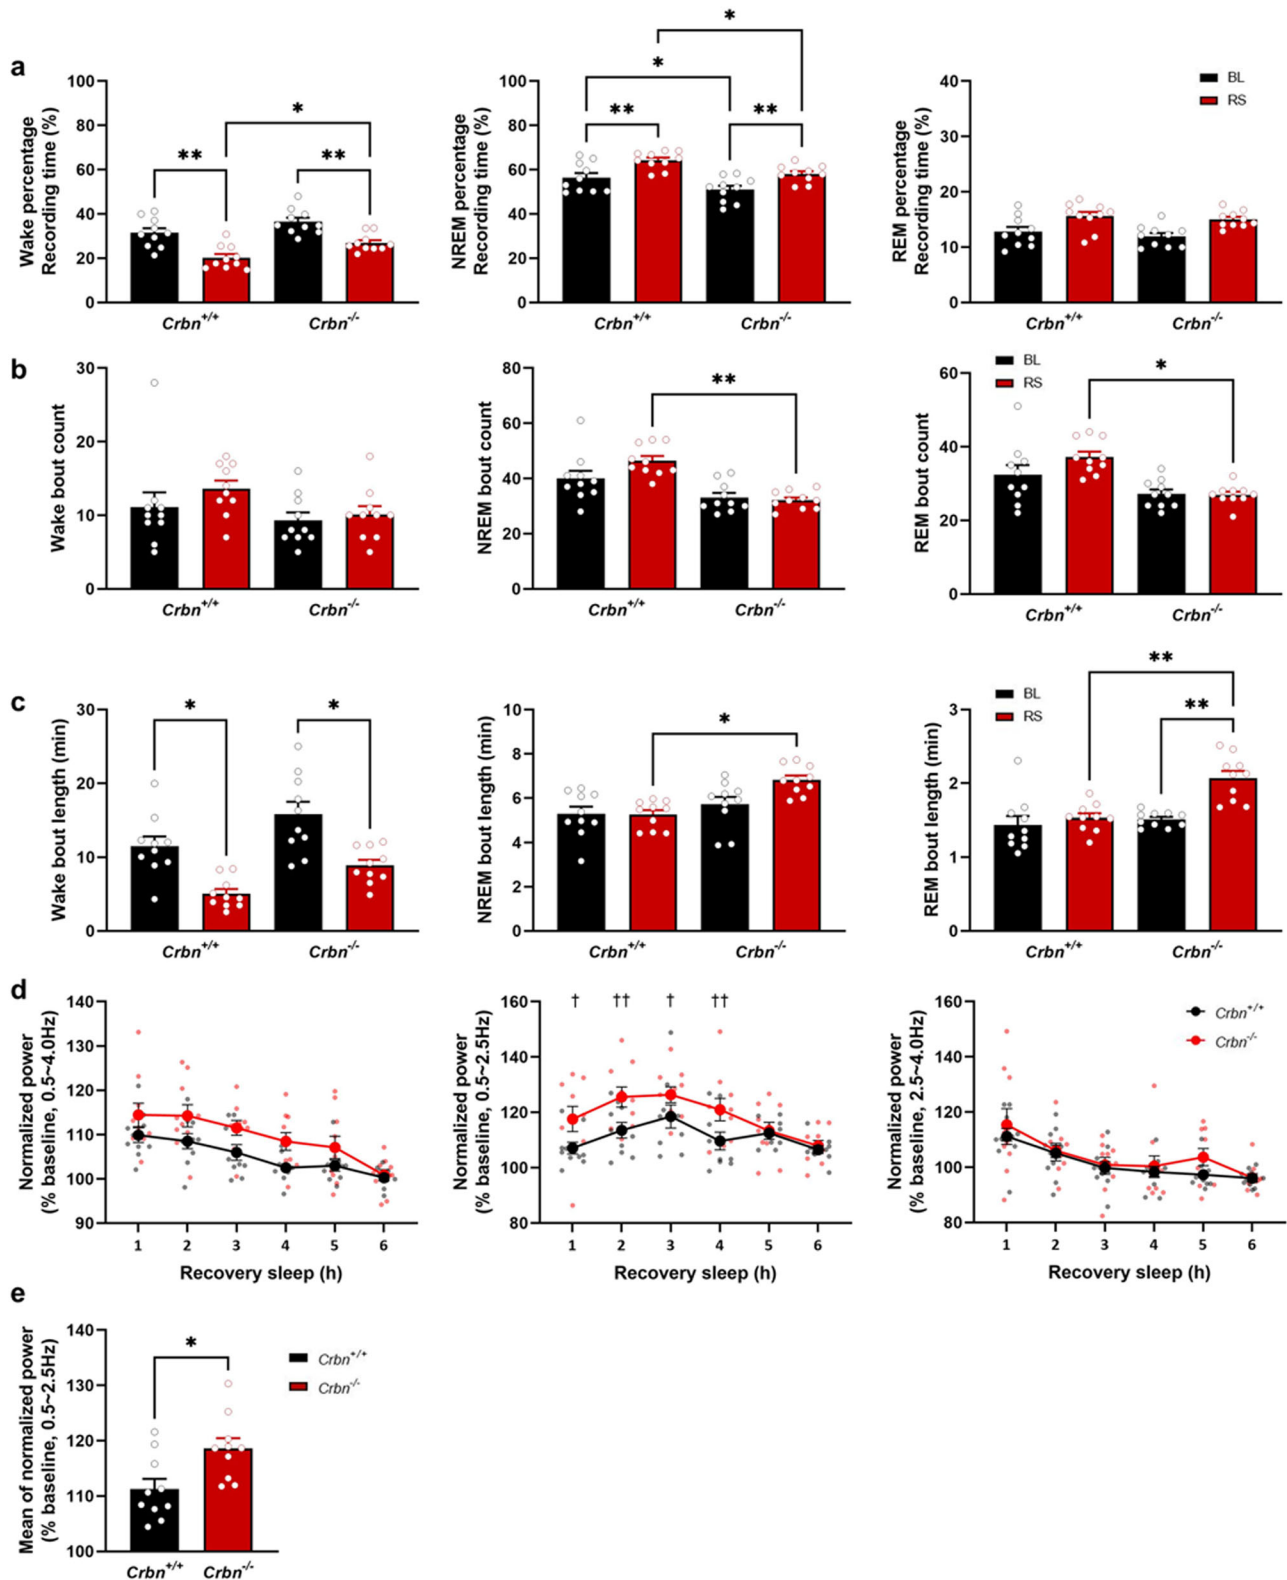 a
Wake percentage
Recording time (%)
100
80
60
40
20
0
** * **
Crbn+/+ Crbn-/-
NREM percentage
Recording time (%)
100
80
60
40
20
0
*
*
** **
Crbn+/+ Crbn-/-
REM percentage
Recording time (%)
40
30
20
10
0
BL
RS
Crbn+/+ Crbn-/-
b
Wake bout count
30
20
10
0
Crbn+/+ Crbn-/-
NREM bout count
80
60
40
20
0
**
Crbn+/+ Crbn-/-
REM bout count
60
40
20
0
BL
RS
*
Crbn+/+ Crbn-/-
c
Wake bout length (min)
30
20
10
0
* *
Crbn+/+ Crbn-/-
NREM bout length (min)
10
8
6
4
2
0
*
Crbn+/+ Crbn-/-
REM bout length (min)
3
2
1
0
BL
RS
**
**
Crbn+/+ Crbn-/-
d
Normalized power
(% baseline, 0.5~4.0Hz)
140
130
120
110
100
90
1 2 3 4 5 6
Recovery sleep (h)
Normalized power
(% baseline, 0.5~2.5Hz)
160
140
120
100
80
† †† † ††
1 2 3 4 5 6
Recovery sleep (h)
Normalized power
(% baseline, 2.5~4.0Hz)
160
140
120
100
80
Crbn+/+
Crbn-/-
1 2 3 4 5 6
Recovery sleep (h)
e
Mean of normalized power
(% baseline, 0.5~2.5Hz)
140
130
120
110
100
*
Crbn+/+
Crbn-/-
Crbn+/+ Crbn-/-